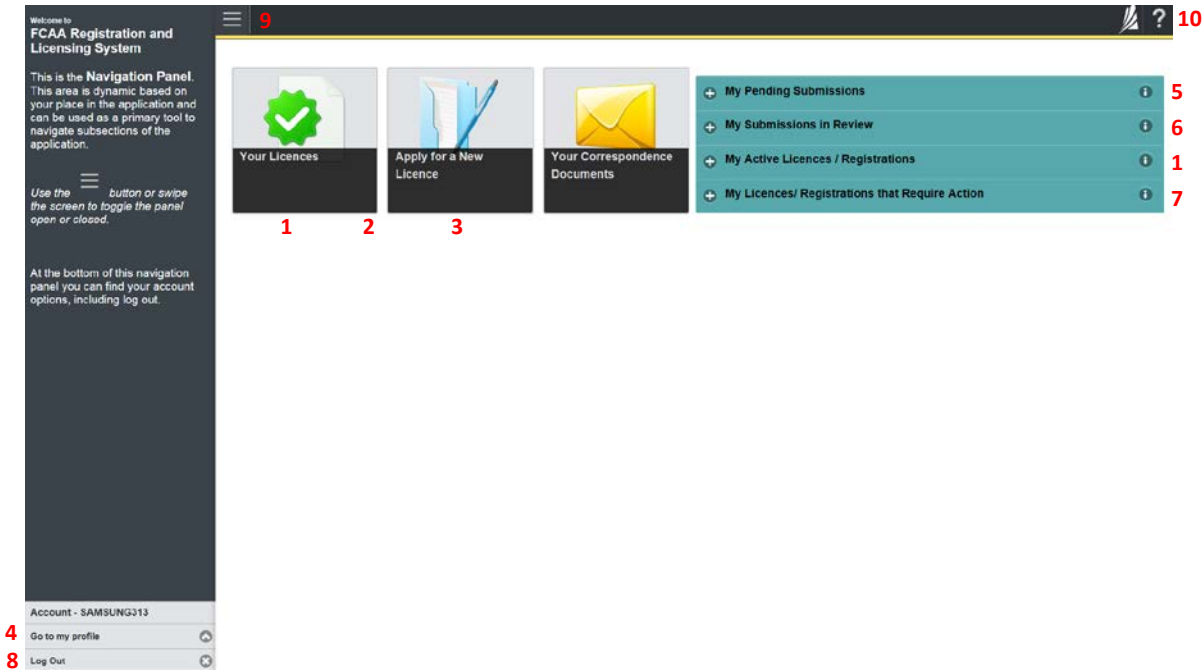 Welcome to
FCAA Registration and
Licensing System
This is the Navigation Panel.
This area is dynamic based on
your place in the application and
can be used as a primary tool to
navigate subsections of the
application.
Use the button or swipe
the screen to toggle the panel
open or closed.
At the bottom of this navigation
panel you can find your account
options, including log out.
Account - SAMSUNG313
4 Go to my profile
8 Log Out
9
? 10
Your Licences
Apply for a New
Licence
Your Correspondence
Documents
1 2 3
My Pending Submissions 5
My Submissions in Review 6
My Active Licences / Registrations 1
My Licences/ Registrations that Require Action 7